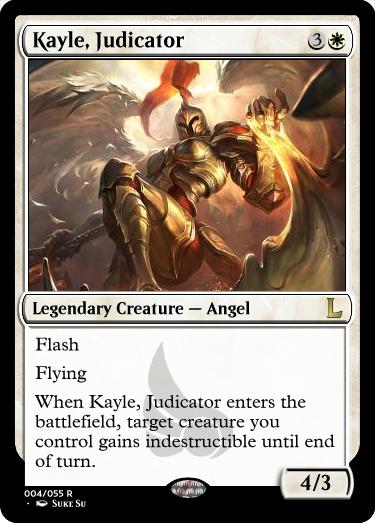 Kayle, Judicator 3
Legendary Creature — Angel L
Flash
Flying
When Kayle, Judicator enters the
battlefield, target creature you
control gains indestructible until end
of turn.
4/3
004/055 R
· Suke Su